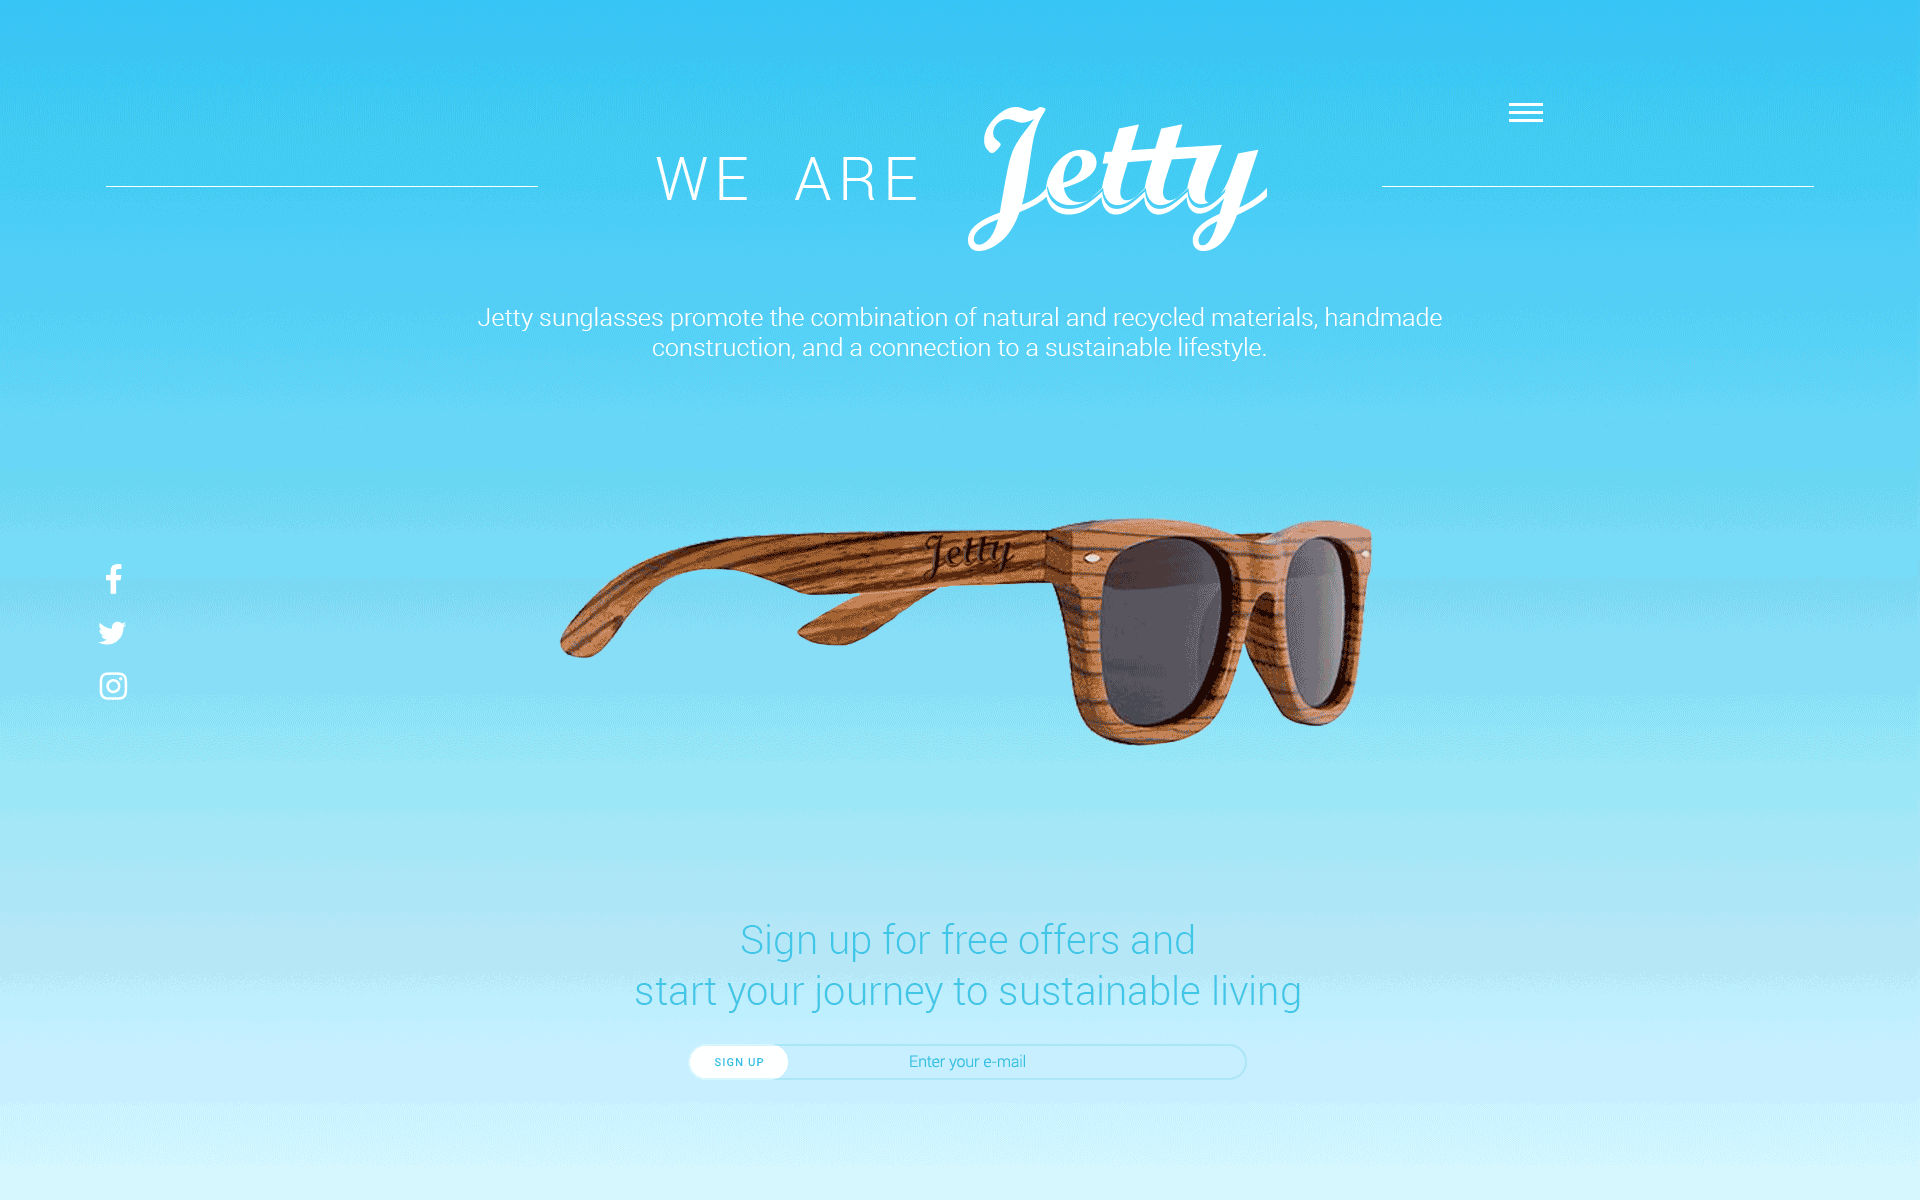 WE ARE Jetty
Jetty sunglasses promote the combination of natural and recycled materials, handmade
construction, and a connection to a sustainable lifestyle.
Jetty
Sign up for free offers and
start your journey to sustainable living
SIGN UP Enter your e-mail